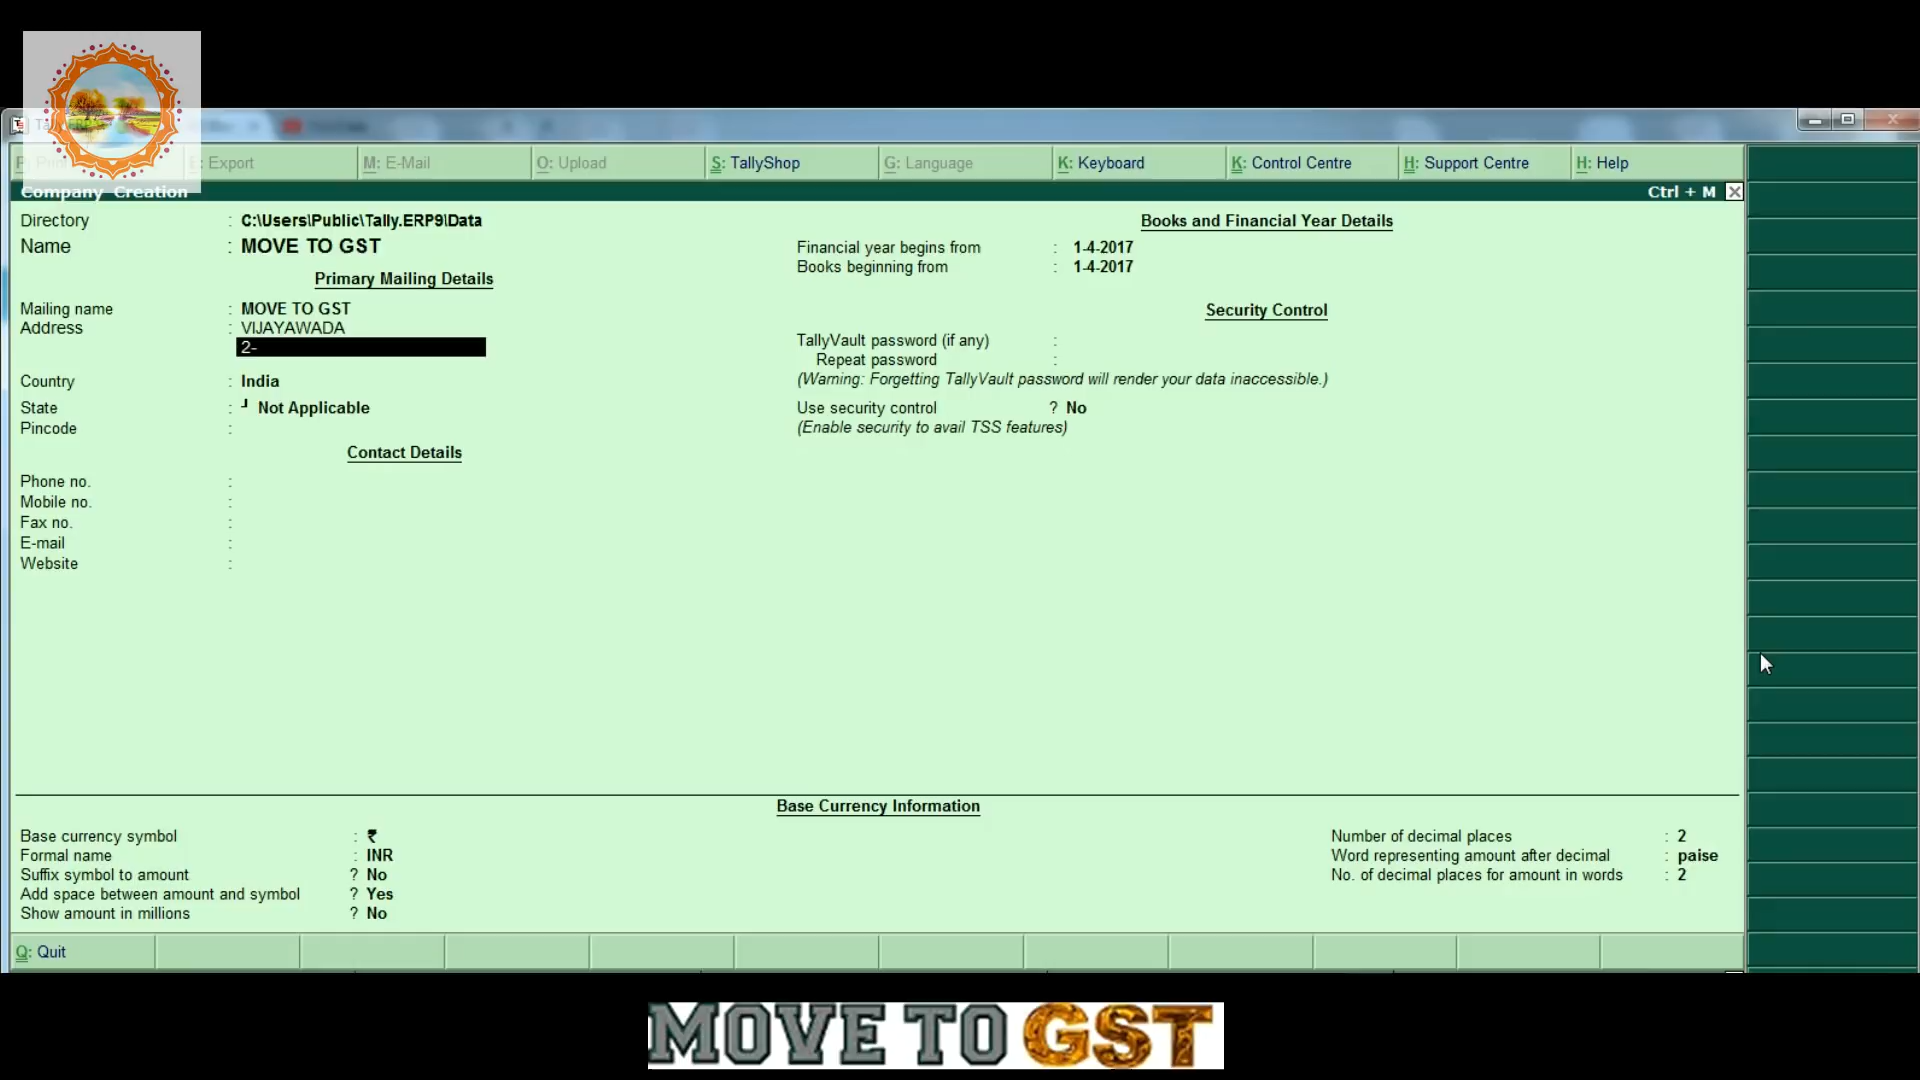 E: Export
M: E-Mail
O: Upload
S: TallyShop
G: Language
K: Keyboard
K: Control Centre
H: Support Centre
H: Help
Company Creation
Ctrl + M
Directory : C:\Users\Public\Tally.ERP9\Data
Name : MOVE TO GST
Primary Mailing Details
Mailing name : MOVE TO GST
Address : VIJAYAWADA
2-
Country : India
State : ┘ Not Applicable
Pincode :
Contact Details
Phone no. :
Mobile no. :
Fax no. :
E-mail :
Website :
Books and Financial Year Details
Financial year begins from : 1-4-2017
Books beginning from : 1-4-2017
Security Control
TallyVault password (if any) :
Repeat password :
(Warning: Forgetting TallyVault password will render your data inaccessible.)
Use security control ? No
(Enable security to avail TSS features)
Base Currency Information
Base currency symbol : ₹
Formal name : INR
Suffix symbol to amount ? No
Add space between amount and symbol ? Yes
Show amount in millions ? No
Number of decimal places : 2
Word representing amount after decimal : paise
No. of decimal places for amount in words : 2
Q: Quit
MOVE TO GST